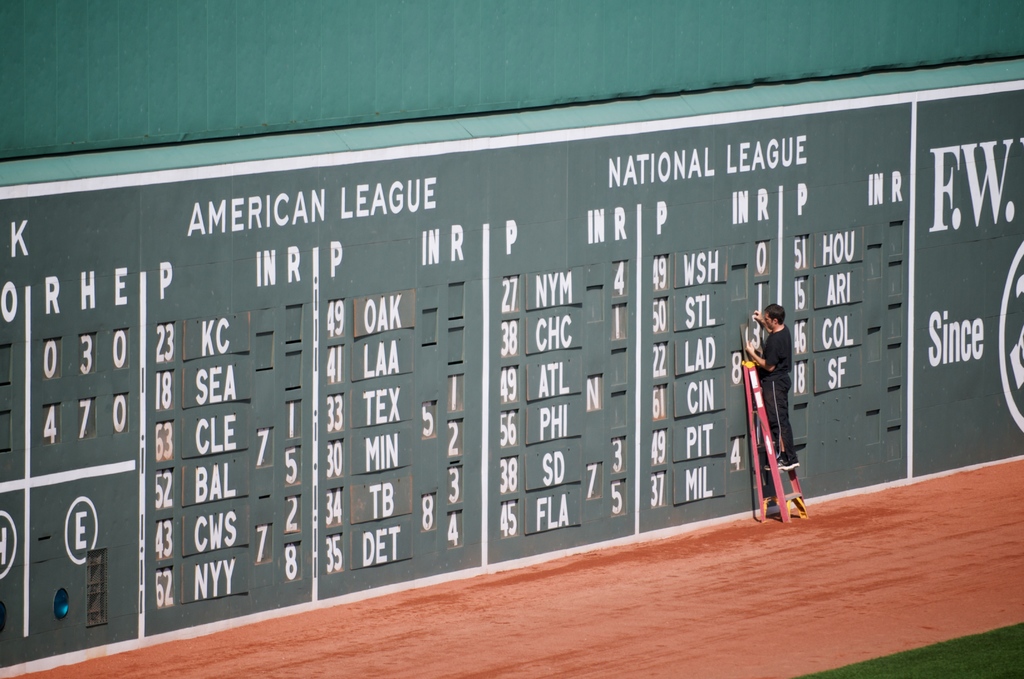 K
AMERICAN LEAGUE
NATIONAL LEAGUE
F.W.
O R H E P IN R P IN R P IN R P IN R P IN R
0 3 0
4 7 0
E
23 KC
18 SEA
63 CLE 1
52 BAL 7 5
43 CWS 2
62 NYY 7 8
49 OAK
41 LAA
33 TEX 1
30 MIN 5 2
34 TB 3
35 DET 8 4
27 NYM 4
38 CHC 1
49 ATL
56 PHI N
38 SD 3
45 FLA 7 5
49 WSH 0
50 STL 1
22 LAD 3
61 CIN 8
49 PIT
37 MIL 4
51 HOU
15 ARI
COL
SF
Since